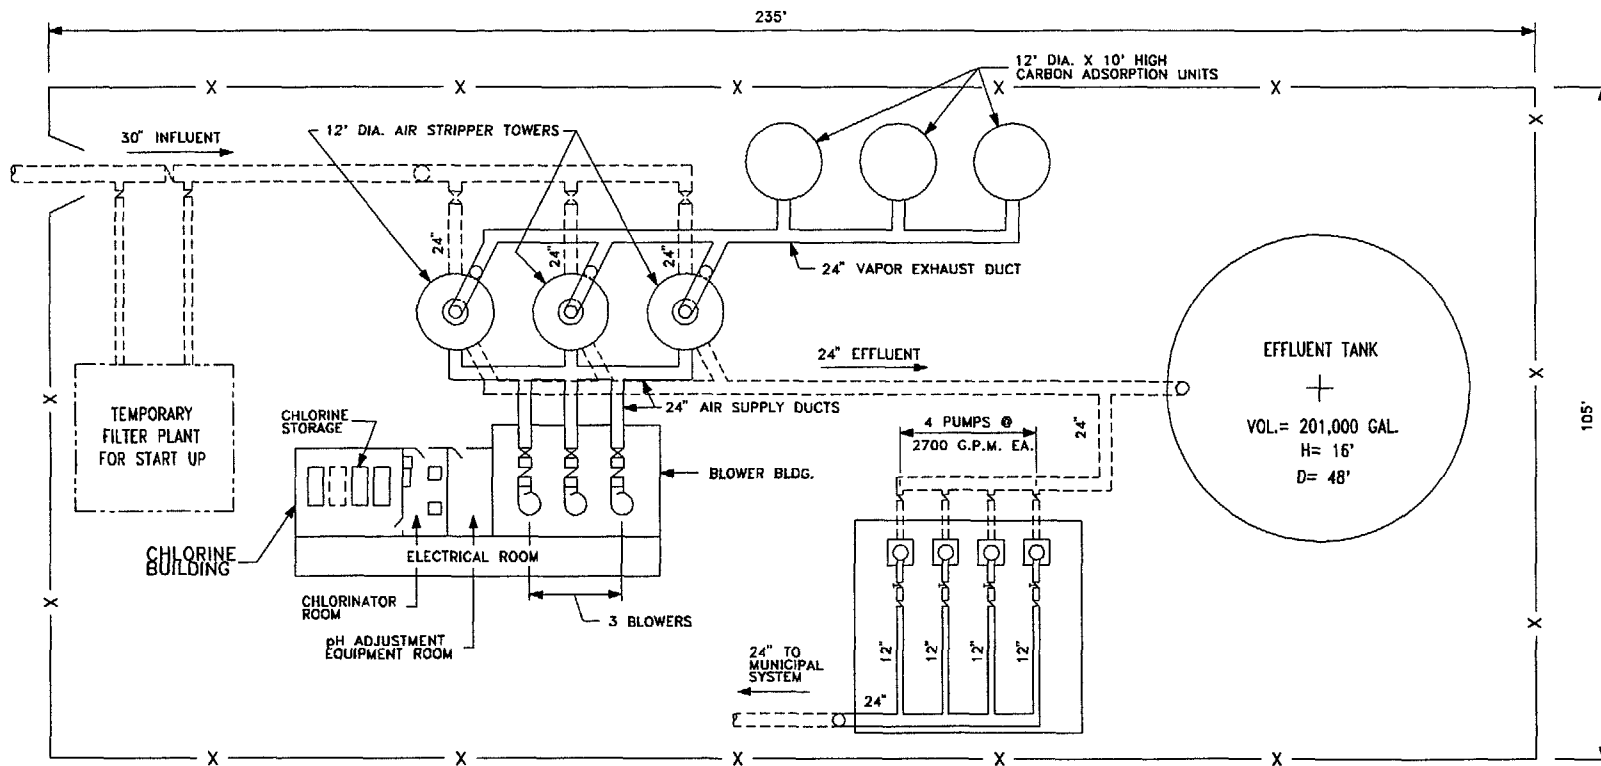 235'
12' DIA. X 10' HIGH
CARBON ADSORPTION UNITS
X X X X X
30" INFLUENT
12' DIA. AIR STRIPPER TOWERS
X
24"
24"
24"
24" VAPOR EXHAUST DUCT
24" EFFLUENT
EFFLUENT TANK
VOL.= 201,000 GAL.
H= 16'
D= 48'
X
X
105'
TEMPORARY
FILTER PLANT
FOR START UP
CHLORINE
STORAGE
24" AIR SUPPLY DUCTS
4 PUMPS @
2700 G.P.M. EA.
24"
BLOWER BLDG.
CHLORINE
BUILDING
ELECTRICAL ROOM
CHLORINATOR
ROOM
3 BLOWERS
pH ADJUSTMENT
EQUIPMENT ROOM
X
X
12"
12"
12"
12"
24" TO
MUNICIPAL
SYSTEM
24"
X X X X X